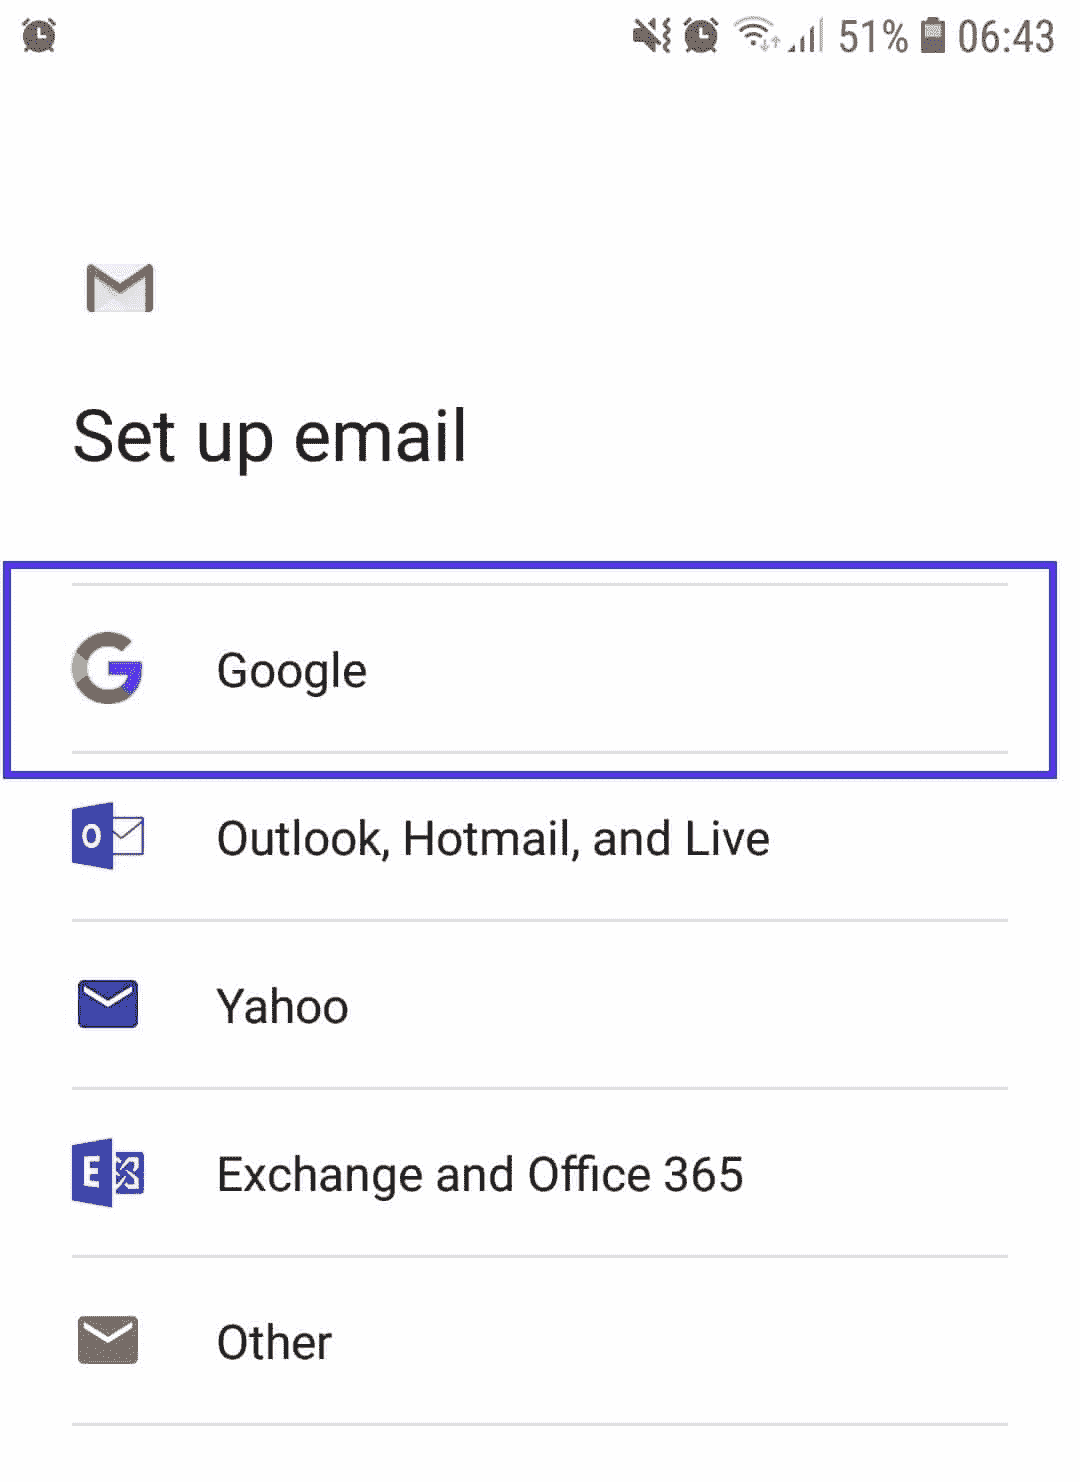 51% 06:43
Set up email
Google
Outlook, Hotmail, and Live
Yahoo
Exchange and Office 365
Other